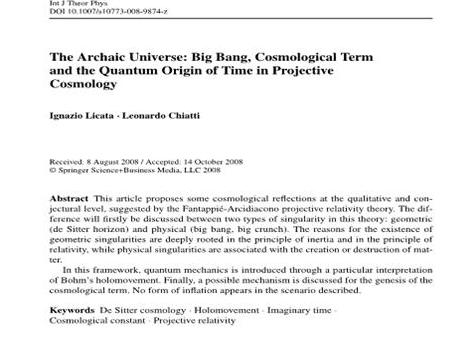 Int J Theor Phys
DOI 10.1007/s10773-008-9874-z
The Archaic Universe: Big Bang, Cosmological Term
and the Quantum Origin of Time in Projective
Cosmology
Ignazio Licata · Leonardo Chiatti
Received: 8 August 2008 / Accepted: 14 October 2008
© Springer Science+Business Media, LLC 2008
Abstract This article proposes some cosmological reflections at the qualitative and con-
jectural level, suggested by the Fantappié-Arcidiacono projective relativity theory. The dif-
ference will firstly be discussed between two types of singularity in this theory: geometric
(de Sitter horizon) and physical (big bang, big crunch). The reasons for the existence of
geometric singularities are deeply rooted in the principle of inertia and in the principle of
relativity, while physical singularities are associated with the creation or destruction of mat-
ter.
In this framework, quantum mechanics is introduced through a particular interpretation
of Bohm's holomovement. Finally, a possible mechanism is discussed for the genesis of the
cosmological term. No form of inflation appears in the scenario described.
Keywords De Sitter cosmology · Holomovement · Imaginary time ·
Cosmological constant · Projective relativity